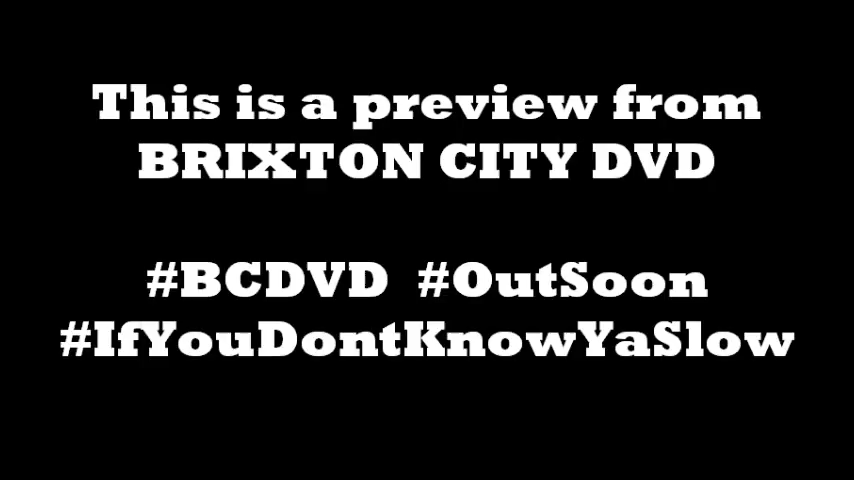 This is a preview from
BRIXTON CITY DVD
#BCDVD #OutSoon
#IfYouDontKnowYaSlow